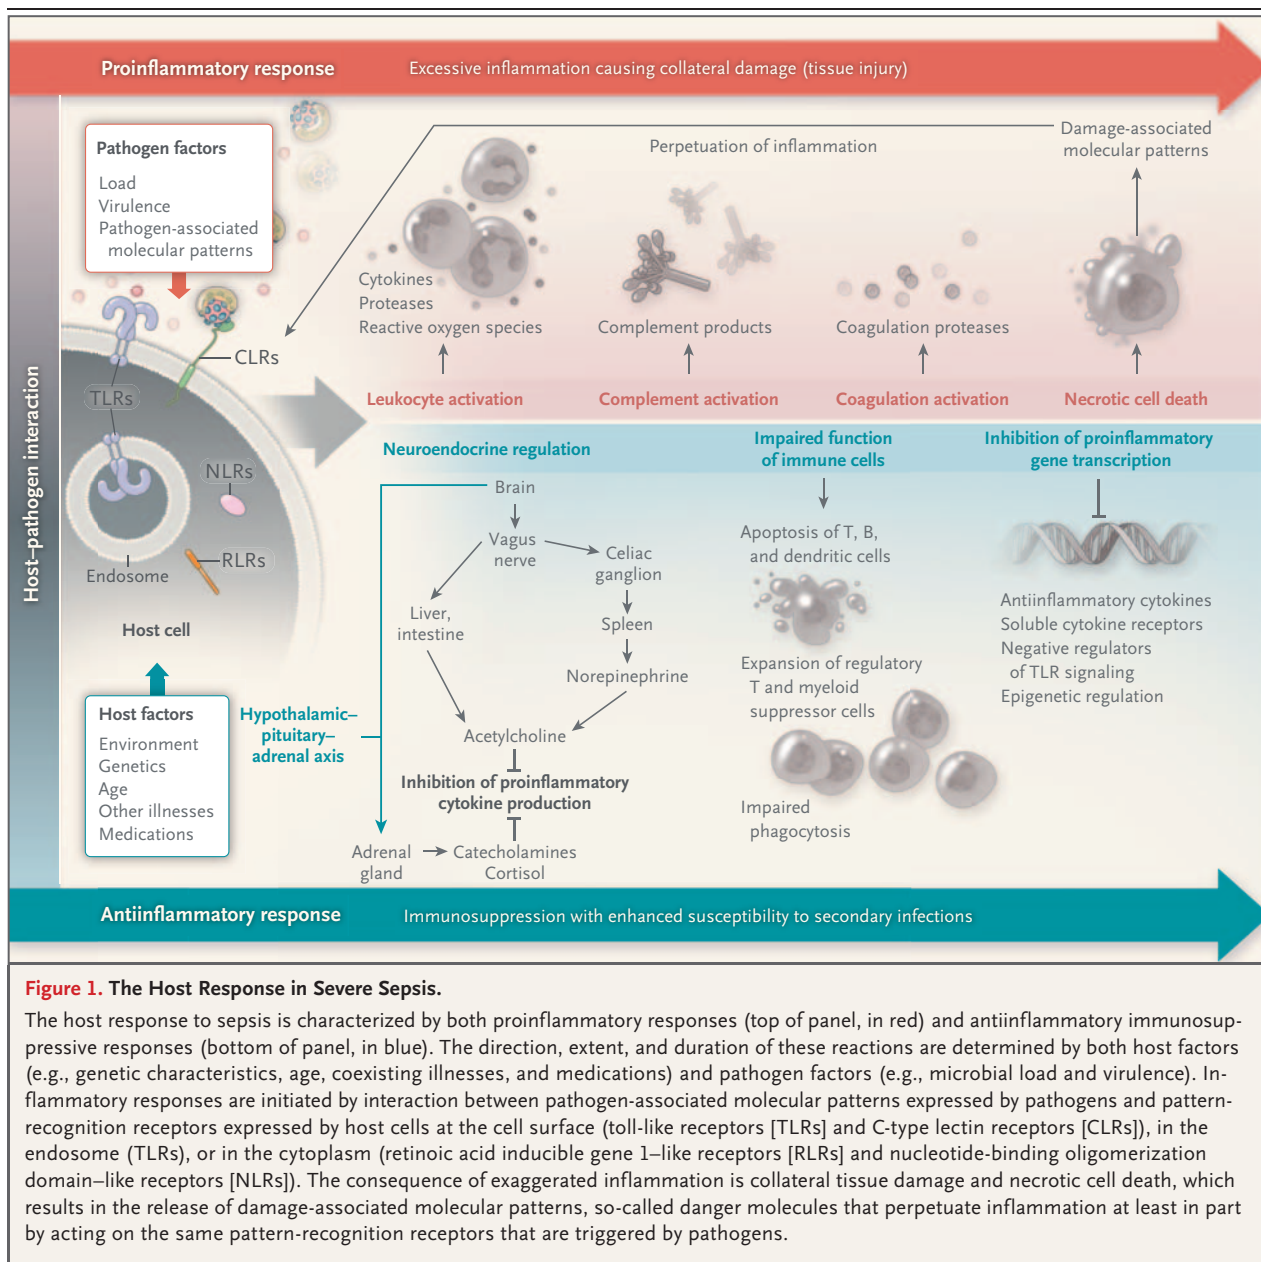 Proinflammatory response
Excessive inflammation causing collateral damage (tissue injury)
Host–pathogen interaction
Pathogen factors
Load
Virulence
Pathogen-associated
molecular patterns
Perpetuation of inflammation
Damage-associated
molecular patterns
Cytokines
Proteases
Reactive oxygen species
Complement products
Coagulation proteases
CLRs
TLRs
NLRs
RLRs
Endosome
Host cell
Leukocyte activation
Complement activation
Coagulation activation
Necrotic cell death
Neuroendocrine regulation
Brain
Vagus
nerve
Celiac
ganglion
Liver,
intestine
Spleen
Norepinephrine
Acetylcholine
Inhibition of proinflammatory
cytokine production
Hypothalamic–
pituitary–
adrenal axis
Adrenal
gland
Catecholamines
Cortisol
Impaired function
of immune cells
Apoptosis of T, B,
and dendritic cells
Expansion of regulatory
T and myeloid
suppressor cells
Impaired
phagocytosis
Inhibition of proinflammatory
gene transcription
Antiinflammatory cytokines
Soluble cytokine receptors
Negative regulators
of TLR signaling
Epigenetic regulation
Host factors
Environment
Genetics
Age
Other illnesses
Medications
Antiinflammatory response
Immunosuppression with enhanced susceptibility to secondary infections
Figure 1. The Host Response in Severe Sepsis.
The host response to sepsis is characterized by both proinflammatory responses (top of panel, in red) and antiinflammatory immunosup-
pressive responses (bottom of panel, in blue). The direction, extent, and duration of these reactions are determined by both host factors
(e.g., genetic characteristics, age, coexisting illnesses, and medications) and pathogen factors (e.g., microbial load and virulence). In-
flammatory responses are initiated by interaction between pathogen-associated molecular patterns expressed by pathogens and pattern-
recognition receptors expressed by host cells at the cell surface (toll-like receptors [TLRs] and C-type lectin receptors [CLRs]), in the
endosome (TLRs), or in the cytoplasm (retinoic acid inducible gene 1–like receptors [RLRs] and nucleotide-binding oligomerization
domain–like receptors [NLRs]). The consequence of exaggerated inflammation is collateral tissue damage and necrotic cell death, which
results in the release of damage-associated molecular patterns, so-called danger molecules that perpetuate inflammation at least in part
by acting on the same pattern-recognition receptors that are triggered by pathogens.